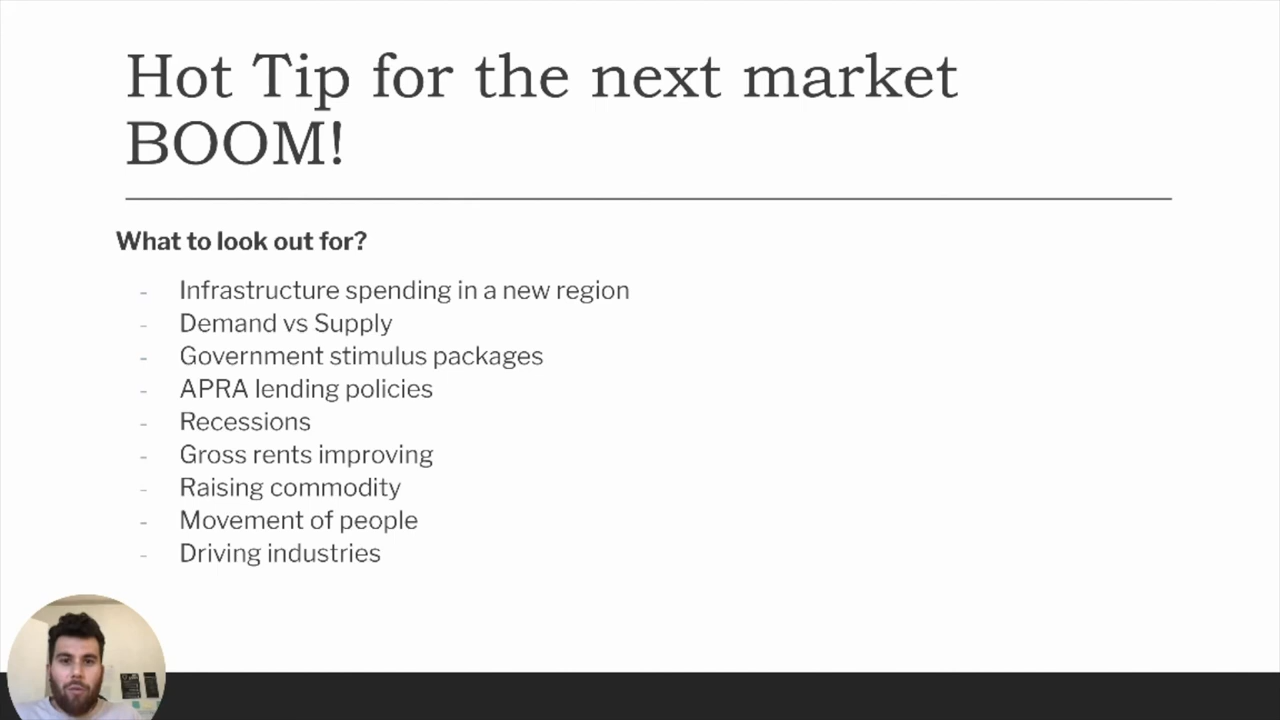 Hot Tip for the next market
BOOM!
What to look out for?
- Infrastructure spending in a new region
- Demand vs Supply
- Government stimulus packages
- APRA lending policies
- Recessions
- Gross rents improving
- Raising commodity
- Movement of people
- Driving industries